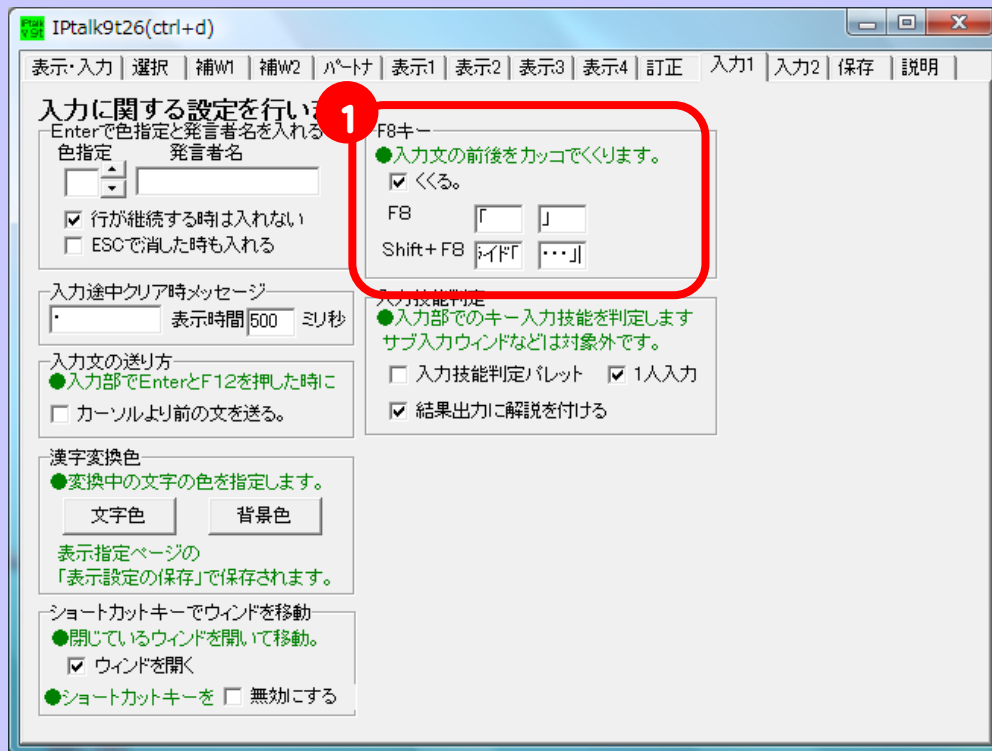 IPtalk9t26(ctrl+d)
表示・入力 選択 補W1 補W2 パートナ 表示1 表示2 表示3 表示4 訂正 入力1 入力2 保存 説明
入力に関する設定を行いま
1
Enterで色指定と発言者名を入れる
色指定 発言者名
行が継続する時は入れない
ESCで消した時も入れる
F8キー
●入力文の前後をカッコでくくります。
くくる。
F8 「 」
Shift+F8 イド「 ・・・」
入力途中クリア時メッセージ
・ 表示時間 500 ミリ秒
入力技能判定
●入力部でのキー入力技能を判定します
サブ入力ウィンドなどは対象外です。
入力技能判定パレット 1人入力
結果出力に解説を付ける
入力文の送り方
●入力部でEnterとF12を押した時に
カーソルより前の文を送る。
漢字変換色
●変換中の文字の色を指定します。
文字色 背景色
表示指定ページの
「表示設定の保存」で保存されます。
ショートカットキーでウィンドを移動
●閉じているウィンドを開いて移動。
ウィンドを開く
●ショートカットキーを 無効にする